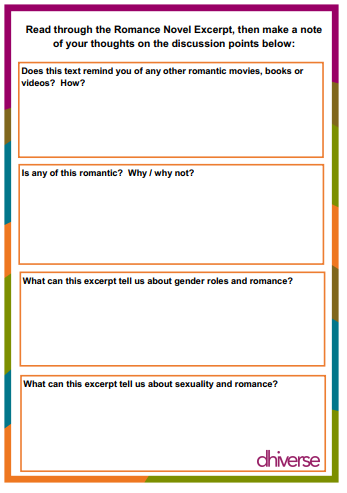 Read through the Romance Novel Excerpt, then make a note
of your thoughts on the discussion points below:
Does this text remind you of any other romantic movies, books or
videos?  How?
Is any of this romantic?  Why / why not?
What can this excerpt tell us about gender roles and romance?
What can this excerpt tell us about sexuality and romance?
dhiverse